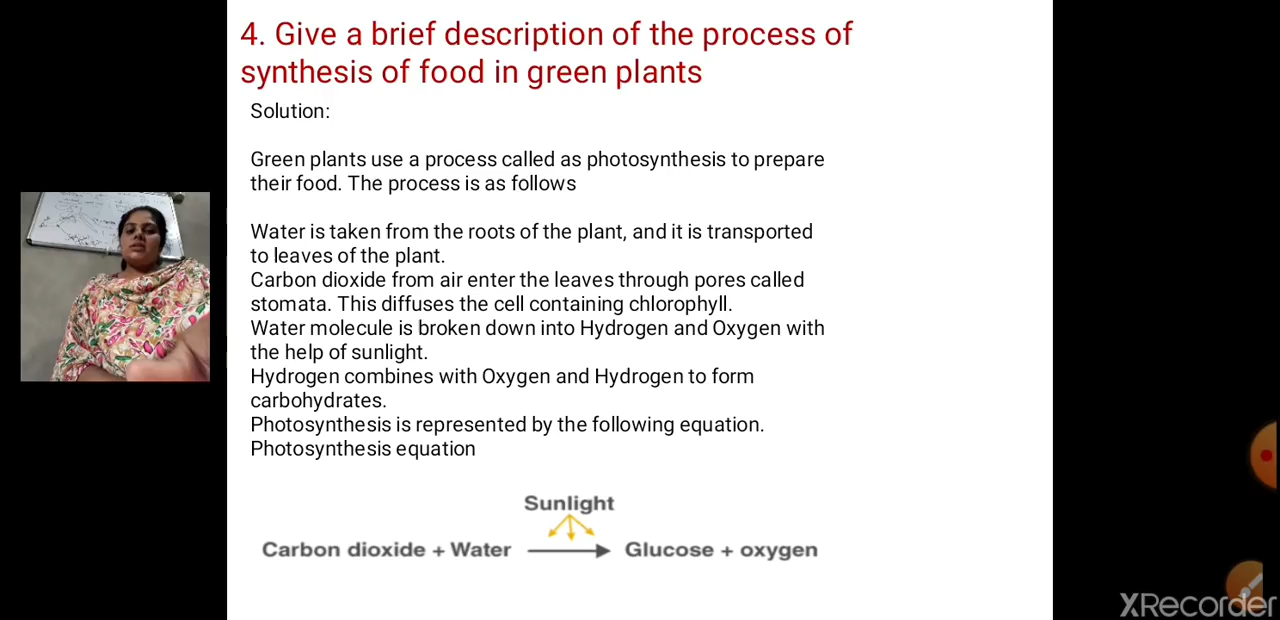 4. Give a brief description of the process of
synthesis of food in green plants
Solution:
Green plants use a process called as photosynthesis to prepare
their food. The process is as follows
Water is taken from the roots of the plant, and it is transported
to leaves of the plant.
Carbon dioxide from air enter the leaves through pores called
stomata. This diffuses the cell containing chlorophyll.
Water molecule is broken down into Hydrogen and Oxygen with
the help of sunlight.
Hydrogen combines with Oxygen and Hydrogen to form
carbohydrates.
Photosynthesis is represented by the following equation.
Photosynthesis equation
Sunlight
Carbon dioxide + Water Glucose + oxygen
XRecorder